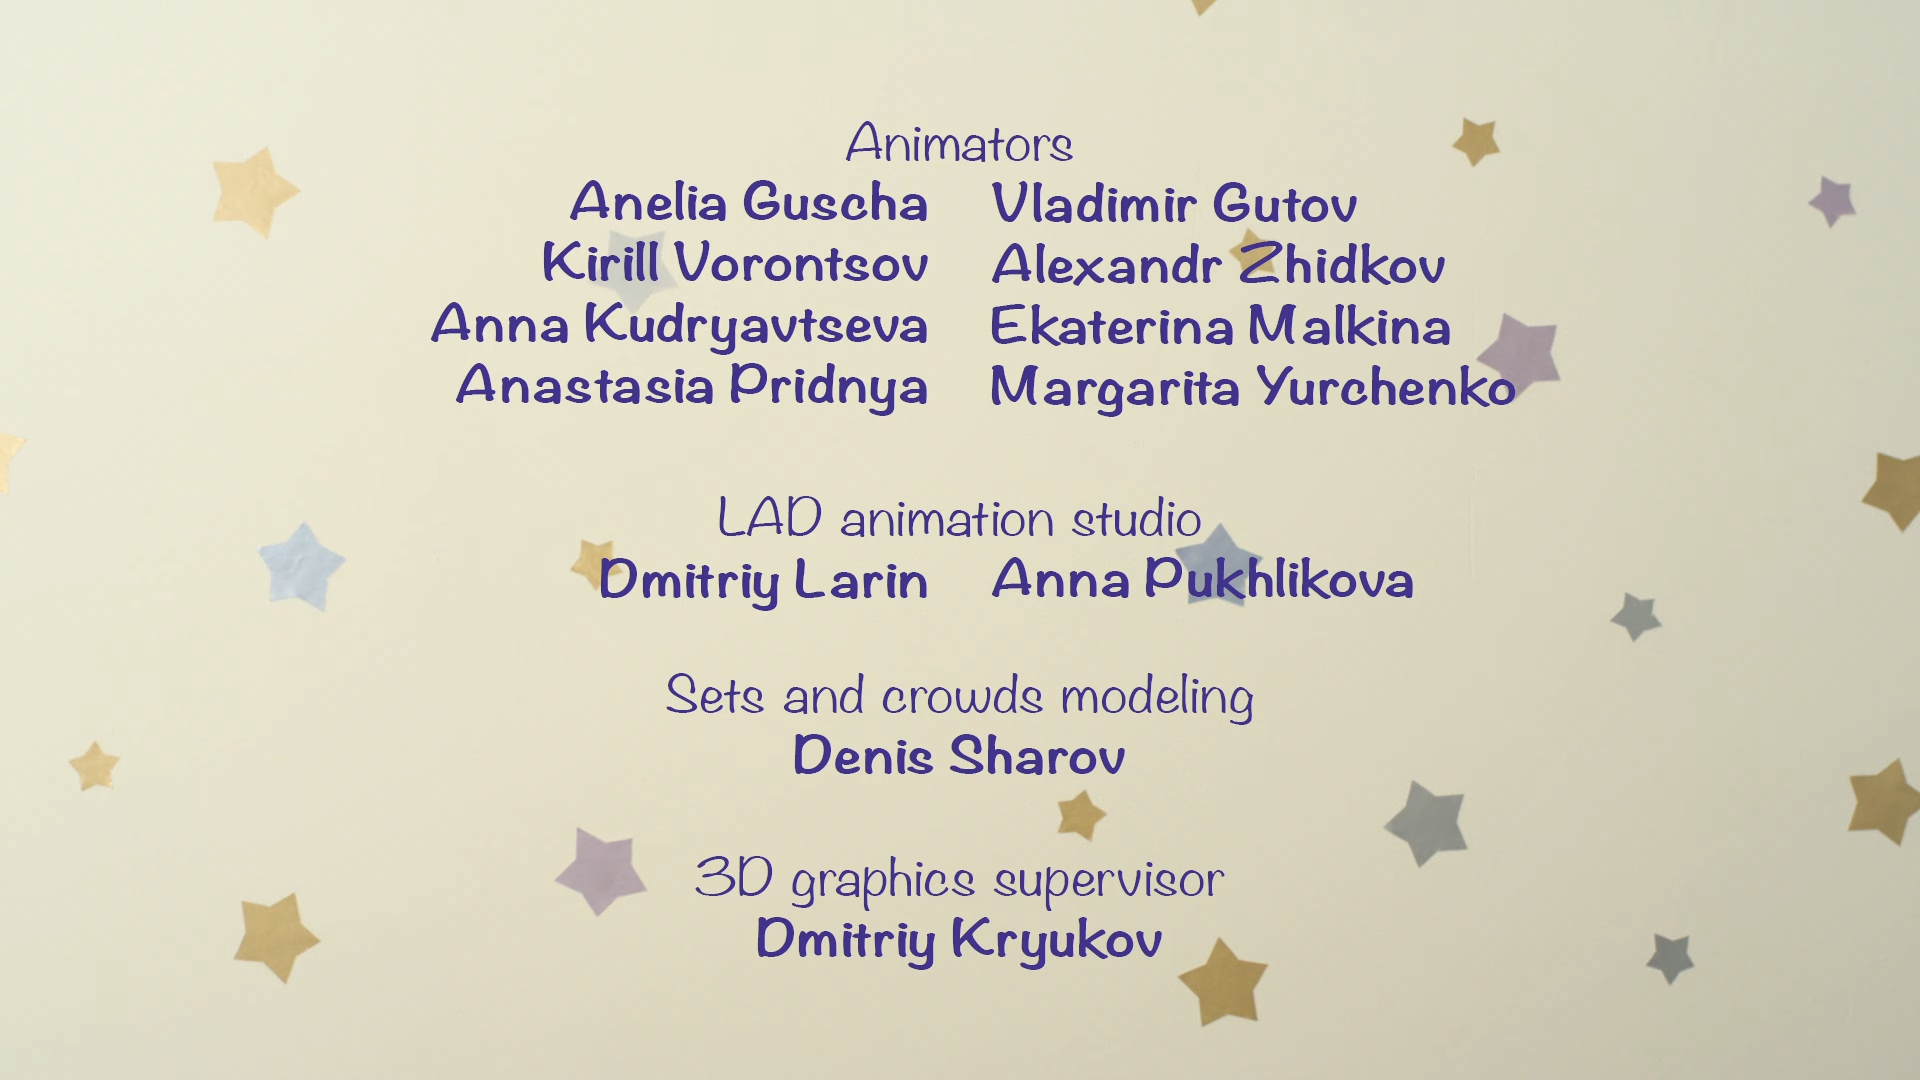 Animators
Anelia Guscha Vladimir Gutov
Kirill Vorontsov Alexandr Zhidkov
Anna Kudryavtseva Ekaterina Malkina
Anastasia Pridnya Margarita Yurchenko
LAD animation studio
Dmitriy Larin Anna Pukhlikova
Sets and crowds modeling
Denis Sharov
3D graphics supervisor
Dmitriy Kryukov